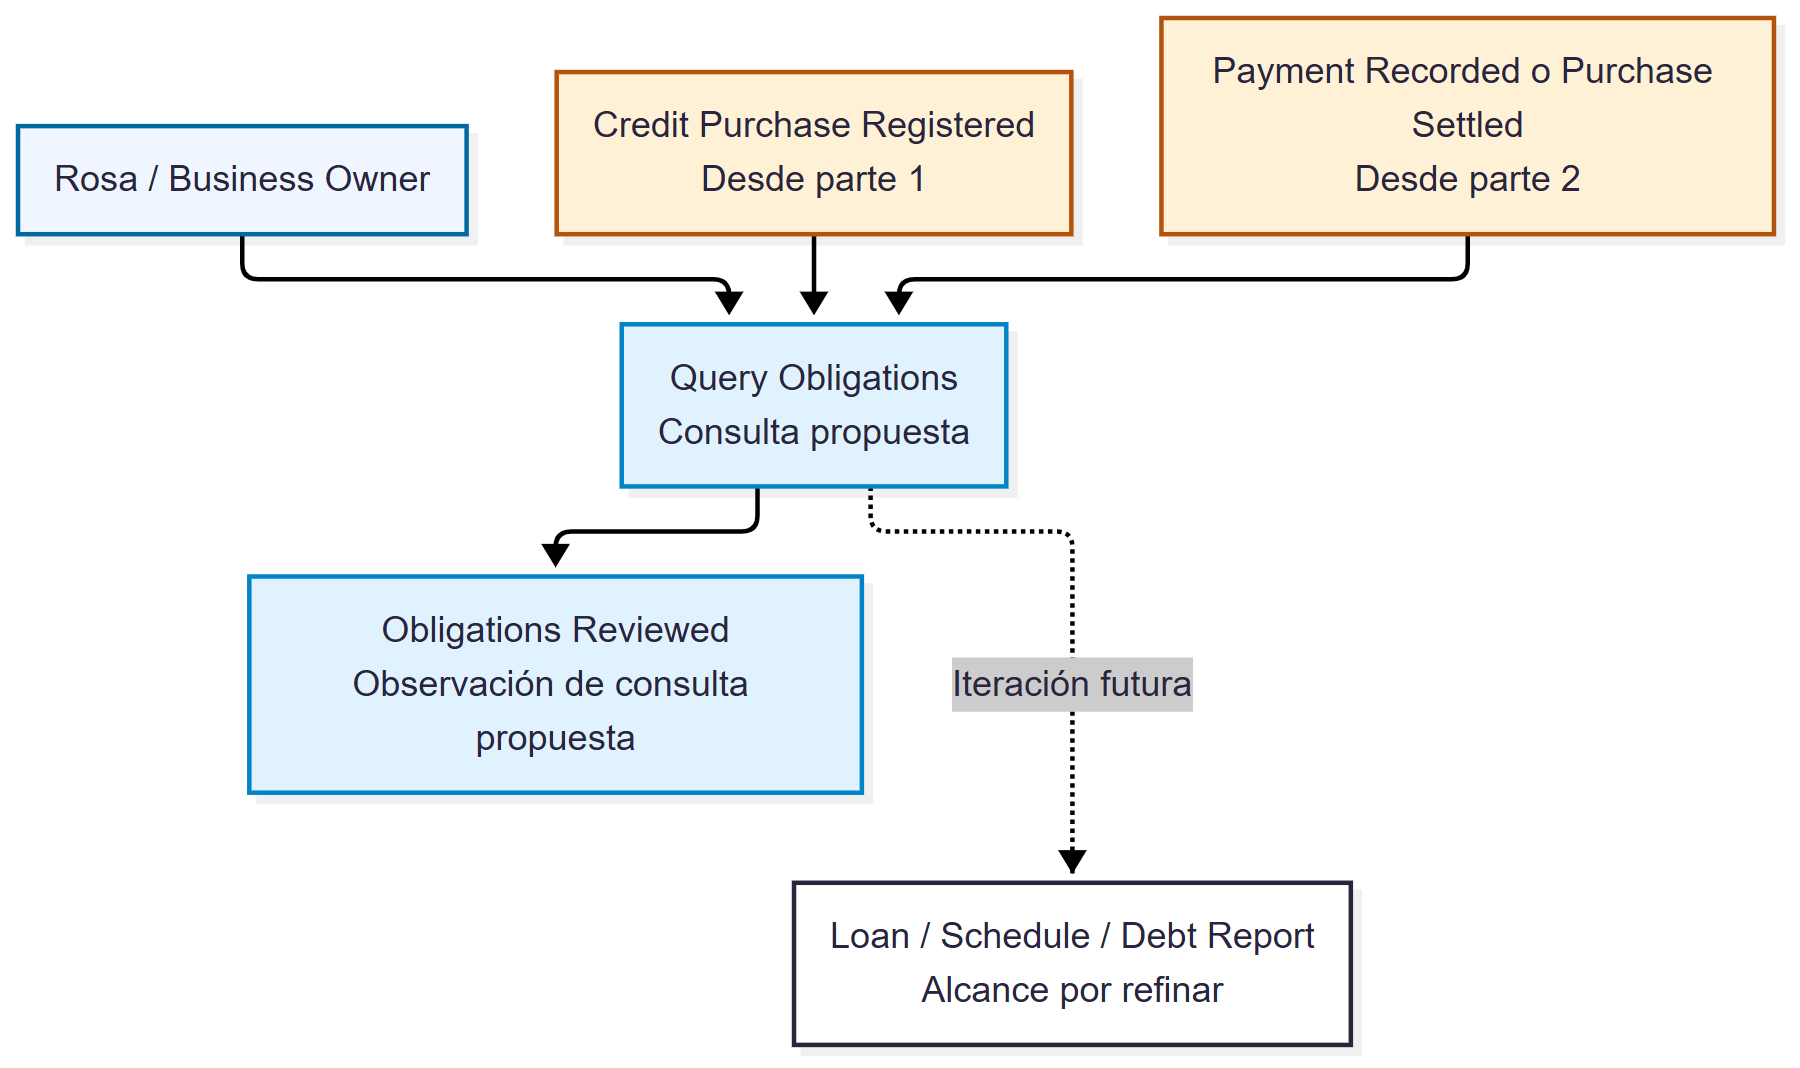 Rosa / Business Owner
Credit Purchase Registered
Desde parte 1
Payment Recorded o Purchase
Settled
Desde parte 2
Query Obligations
Consulta propuesta
Obligations Reviewed
Observación de consulta
propuesta
Iteración futura
Loan / Schedule / Debt Report
Alcance por refinar